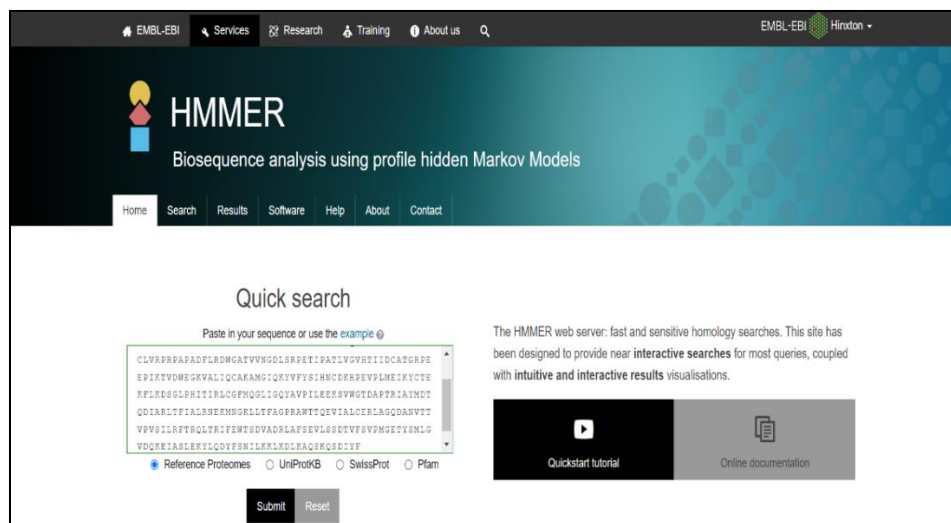 EMBL-EBI Services Research Training About us EMBL-EBI Hinxton
HMMER
Biosequence analysis using profile hidden Markov Models
Home Search Results Software Help About Contact
Quick search
Paste in your sequence or use the example
CLVRPRPAPADFLRDWGATVVNGDLSRPETIPATLVGVHTIIDCATGRPE
EPIKTVDWEGKVALIQCAKAMGIQKYVFYSIHNCDKHPEVPLMEIKYCTE
KFLKDSGLPHITIRLCGFMQGLIGQYAVPILEEKSVWGTDAPTRIAYMDT
QDIARLTFIALRNEKMNGKLLTFAGPRAWTTQEVIALCERLAGQDANVTT
VPVSILRFTRQLTRIFEWTSDVADRLAFSEVLSSDTVFSVPMGETYSMLG
VDQKEIASLEKYLQDYFSNILKKLKDLRAQSKQSDIYF
Reference Proteomes UniProtKB SwissProt Pfam
Submit Reset
The HMMER web server: fast and sensitive homology searches. This site has
been designed to provide near interactive searches for most queries, coupled
with intuitive and interactive results visualisations.
Quickstart tutorial Online documentation